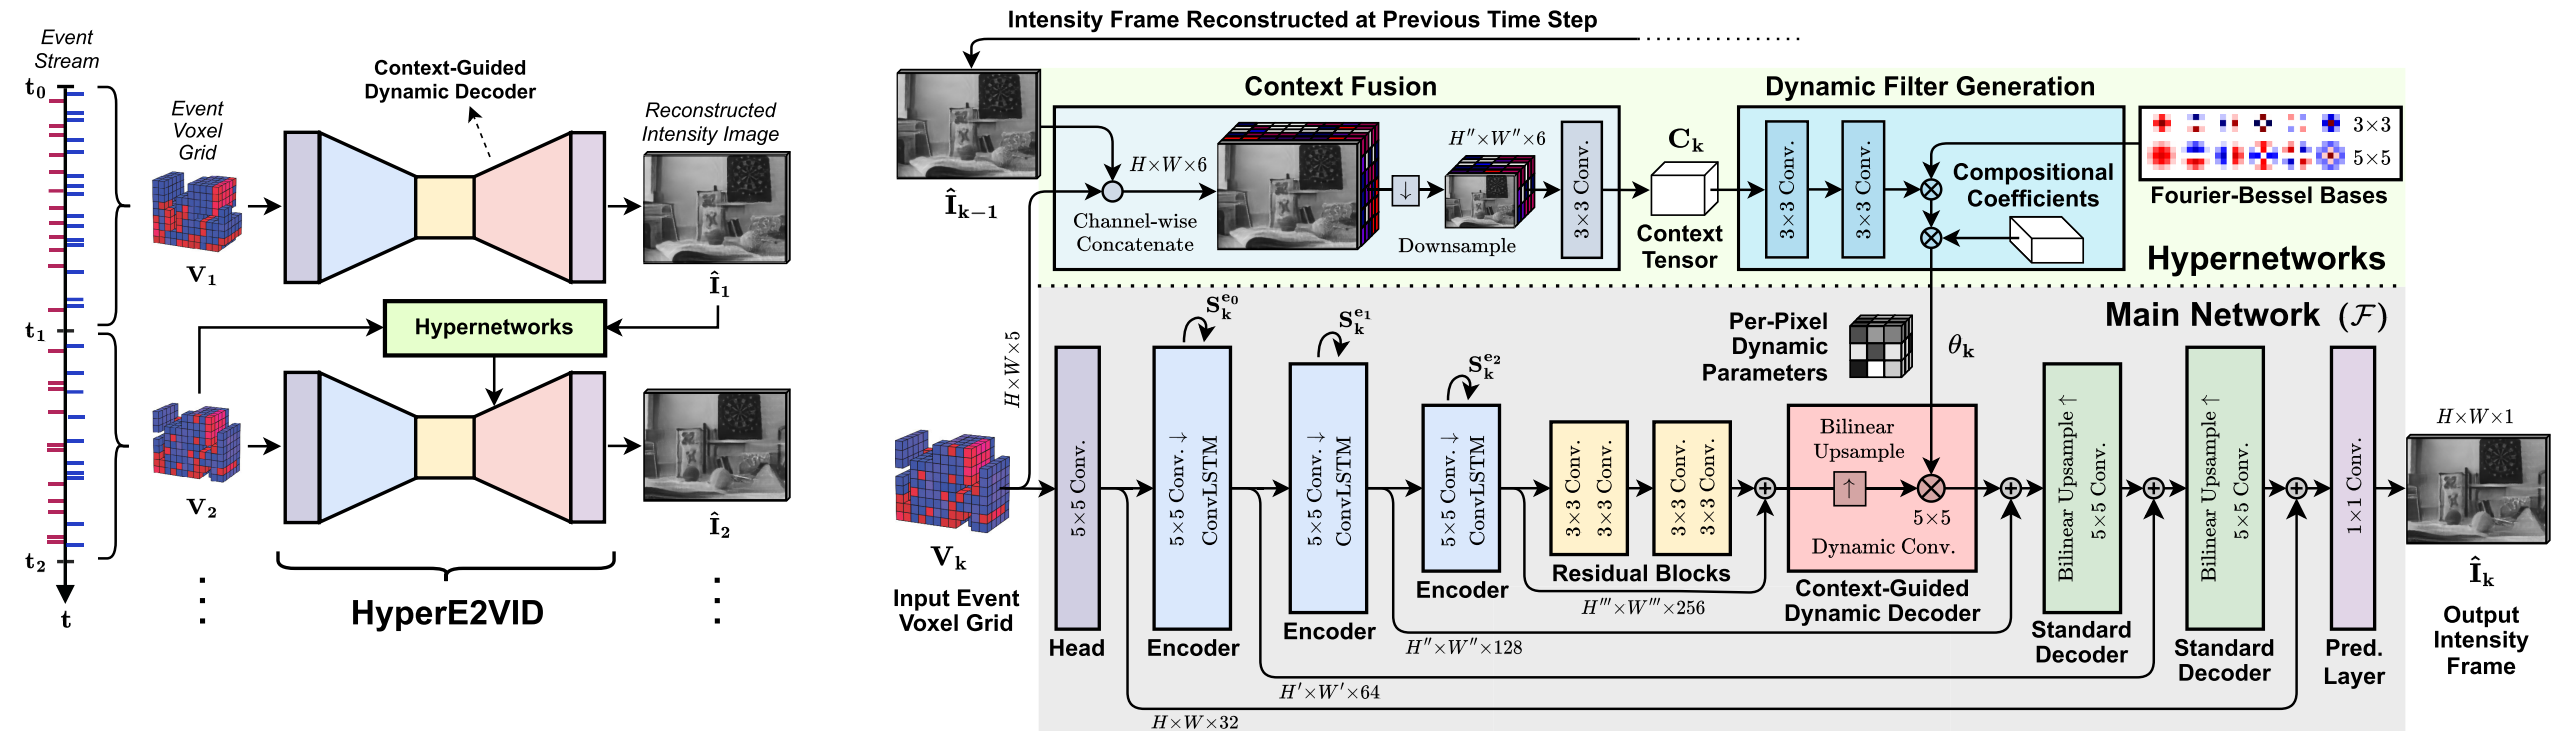 Event
Stream
t₀
t₁
t₂
t
Event
Voxel
Grid
V₁
V₂
Context-Guided
Dynamic Decoder
Reconstructed
Intensity Image
Î₁
Hypernetworks
Î₂
HyperE2VID
Intensity Frame Reconstructed at Previous Time Step
Îₖ₋₁
Context Fusion
H×W×6
Channel-wise
Concatenate
↓
Downsample
H″×W″×6
3×3 Conv.
Cₖ
Context
Tensor
Dynamic Filter Generation
3×3 Conv.
3×3 Conv.
Compositional
Coefficients
3×3
5×5
Fourier-Bessel Bases
Hypernetworks
Main Network (ℱ)
H×W×5
Vₖ
Input Event
Voxel Grid
5×5 Conv.
Head
Sₖ^e₀
5×5 Conv. ↓
ConvLSTM
Encoder
Sₖ^e₁
5×5 Conv. ↓
ConvLSTM
Encoder
Sₖ^e₂
5×5 Conv. ↓
ConvLSTM
Encoder
3×3 Conv.
3×3 Conv.
3×3 Conv.
3×3 Conv.
Residual Blocks
Per-Pixel
Dynamic
Parameters
θₖ
Bilinear
Upsample
↑
5×5
Dynamic Conv.
Context-Guided
Dynamic Decoder
Bilinear Upsample ↑
5×5 Conv.
Standard
Decoder
Bilinear Upsample ↑
5×5 Conv.
Standard
Decoder
1×1 Conv.
Pred.
Layer
H×W×1
Îₖ
Output
Intensity
Frame
H‴×W‴×256
H″×W″×128
H′×W′×64
H×W×32